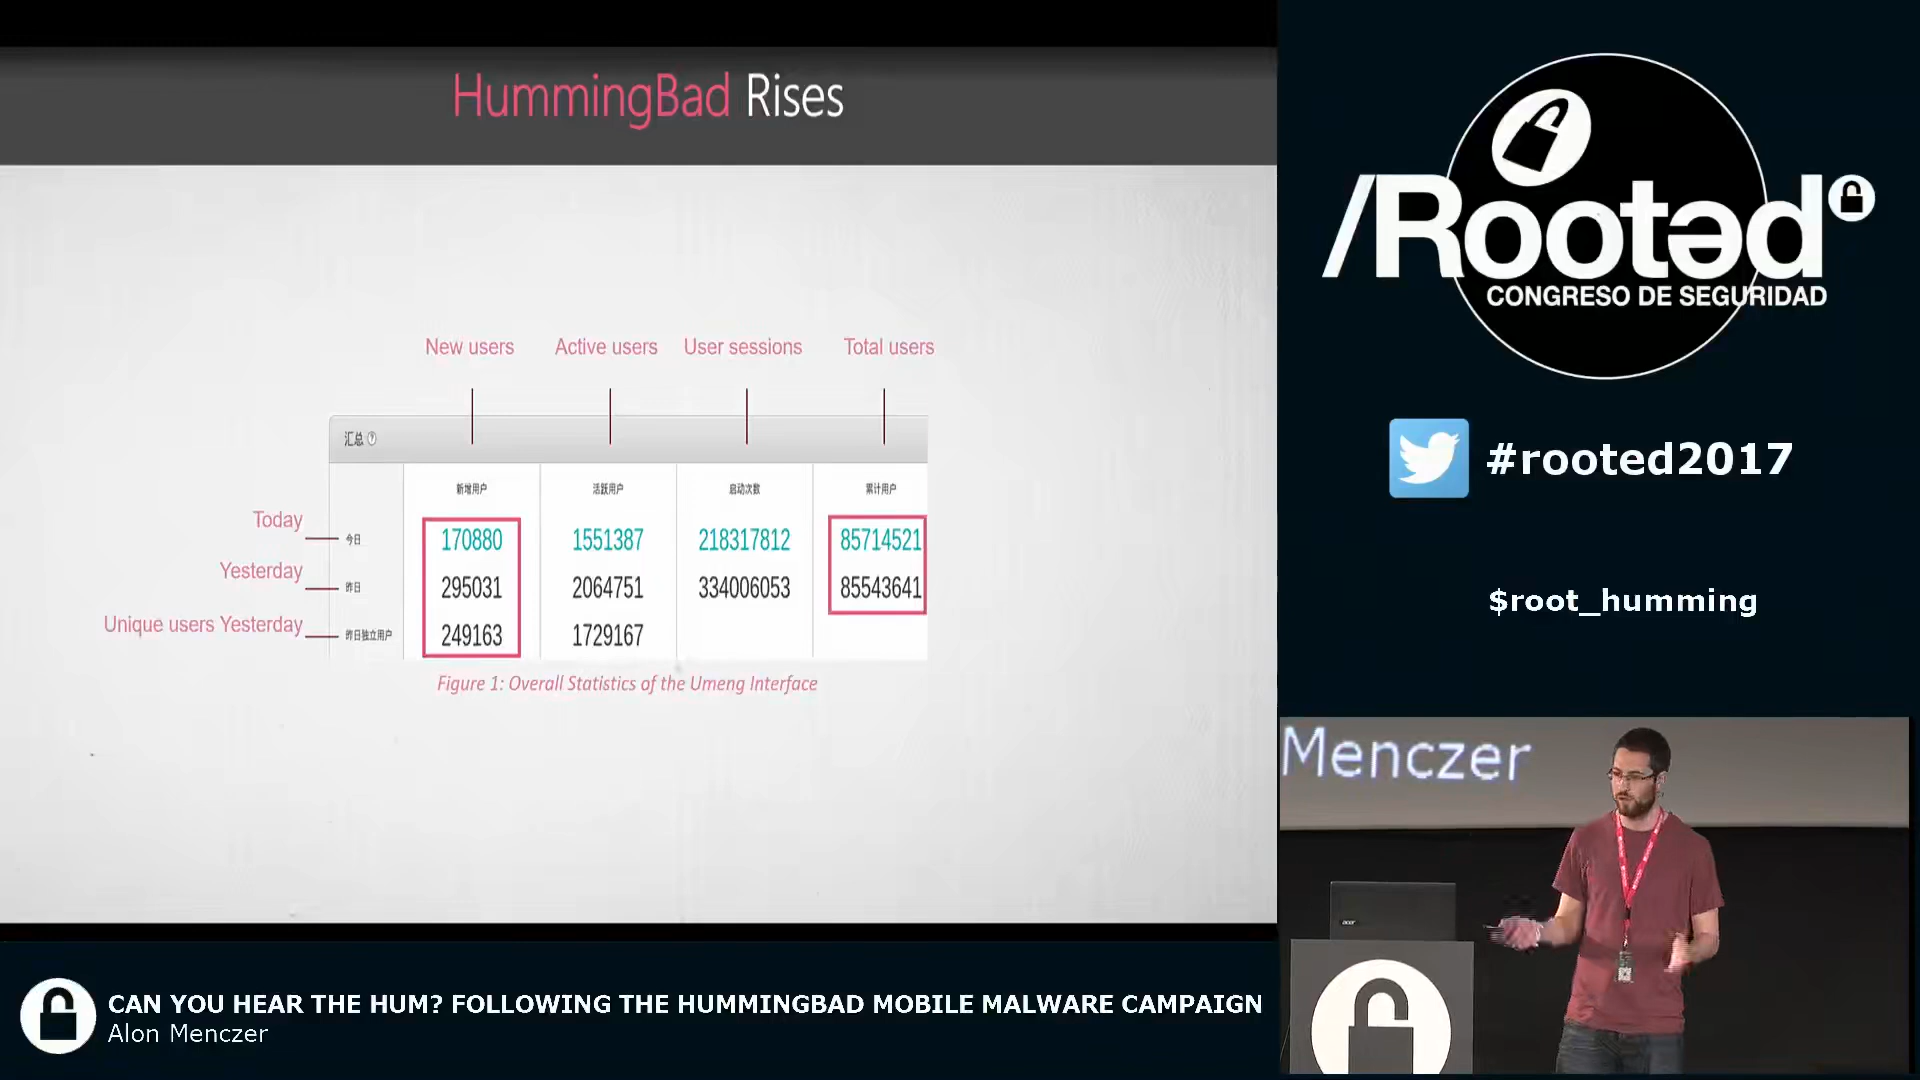 HummingBad Rises
New users Active users User sessions Total users
汇总 ?
新增用户 活跃用户 启动次数 累计用户
Today 今日 170880 1551387 218317812 85714521
Yesterday 昨日 295031 2064751 334006053 85543641
Unique users Yesterday 昨日独立用户 249163 1729167
Figure 1: Overall Statistics of the Umeng Interface
/Rootəd
CONGRESO DE SEGURIDAD
#rooted2017
$root_humming
Menczer
acer
CAN YOU HEAR THE HUM? FOLLOWING THE HUMMINGBAD MOBILE MALWARE CAMPAIGN
Alon Menczer